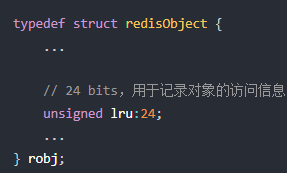 typedef struct redisObject {
...
// 24 bits，用于记录对象的访问信息
unsigned lru:24;
...
} robj;